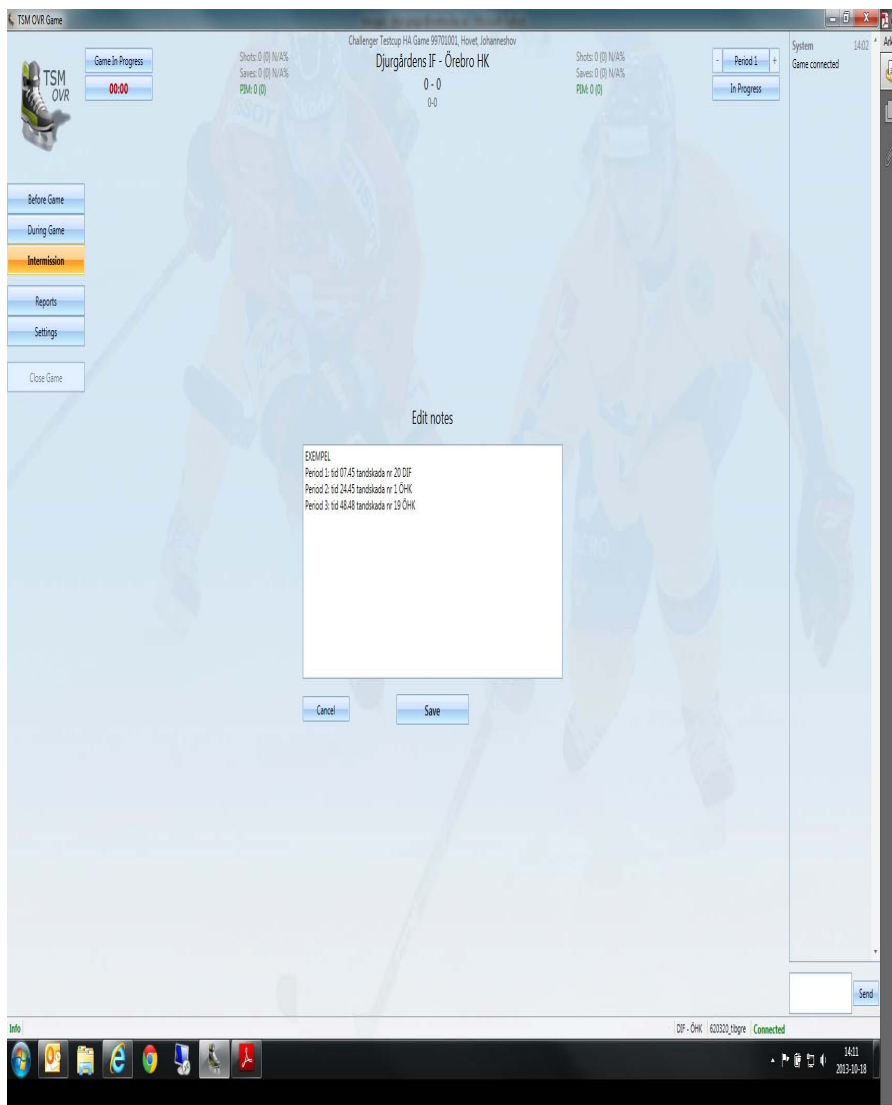 TSM OVR Game
TSM
OVR
Game In Progress
00:00
Shots: 0 (0) N/A%
Saves: 0 (0) N/A%
PIM: 0 (0)
Challenger Testcup HA Game 99701001, Hovet, Johanneshov
Djurgårdens IF - Örebro HK
0 - 0
0-0
Shots: 0 (0) N/A%
Saves: 0 (0) N/A%
PIM: 0 (0)
- Period 1 +
In Progress
System 14:02
Game connected
Before Game
During Game
Intermission
Reports
Settings
Close Game
Edit notes
EXEMPEL
Period 1: tid 07.45 tandskada nr 20 DIF
Period 2: tid 24.45 tandskada nr 1 ÖHK
Period 3: tid 48.48 tandskada nr 19 ÖHK
Cancel
Save
Send
Info
DIF - ÖHK
Connected
14:11
2013-10-18